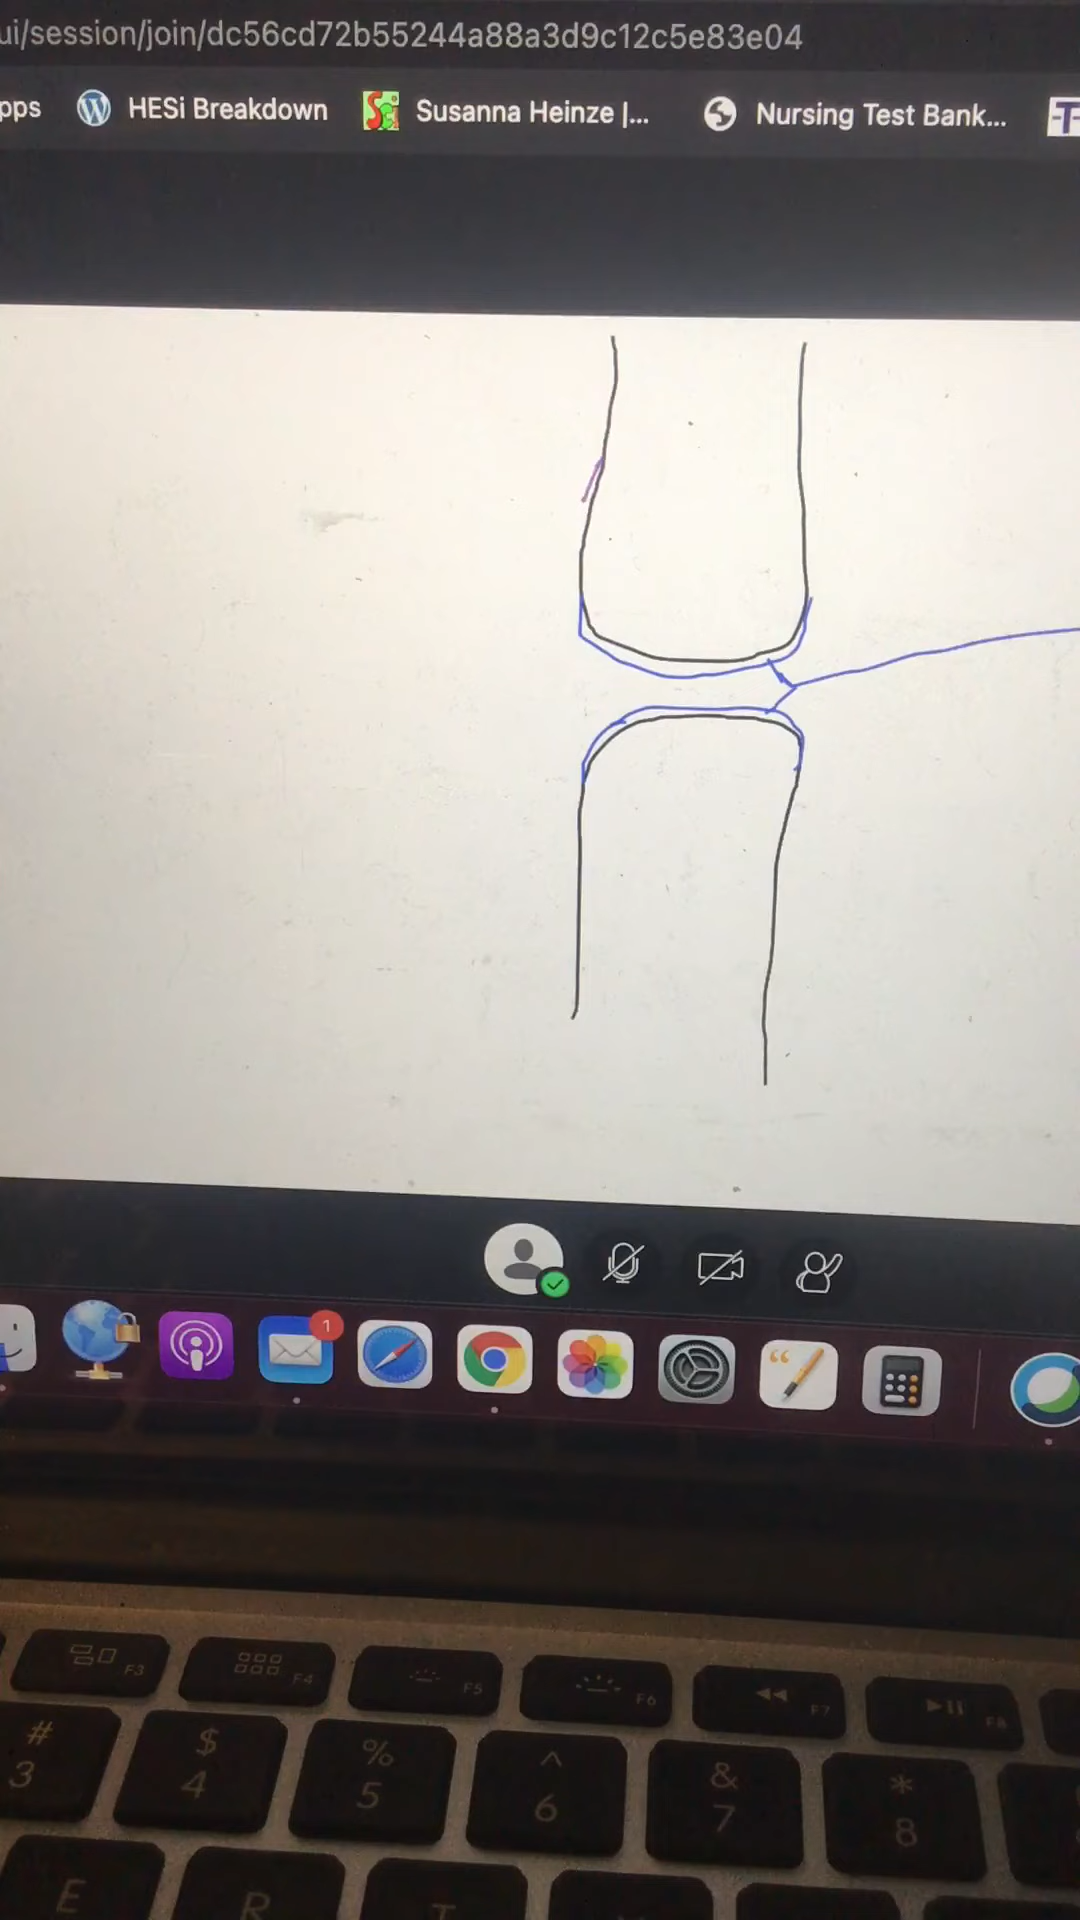 ui/session/join/dc56cd72b55244a88a3d9c12c5e83e04
pps HESi Breakdown Susanna Heinze |... Nursing Test Bank...
1
F3 F4 F5 F6 F7 F8
# $ % ^ & *
3 4 5 6 7 8
E R